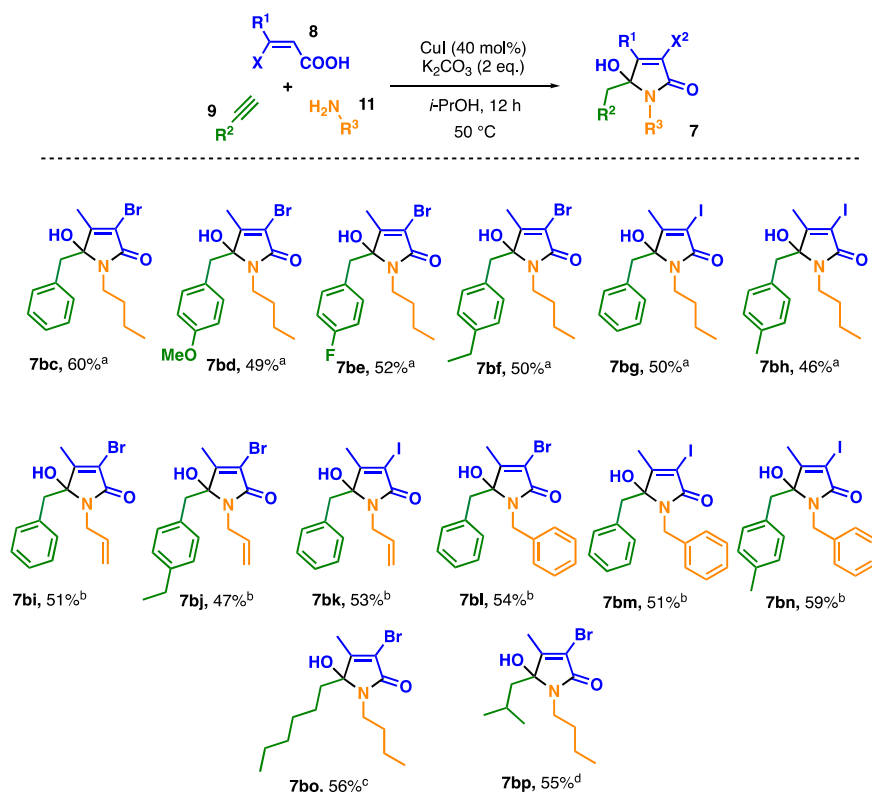 R¹ 8
X COOH
+
9 R² H₂N 11 R³
CuI (40 mol%)
K₂CO₃ (2 eq.)
i-PrOH, 12 h
50 °C
R¹ X²
HO
O
N
R² R³ 7
Br Br Br Br I I
HO HO HO HO HO HO
O O O O O O
N N N N N N
MeO F
7bc, 60%ᵃ 7bd, 49%ᵃ 7be, 52%ᵃ 7bf, 50%ᵃ 7bg, 50%ᵃ 7bh, 46%ᵃ
Br Br I Br I I
HO HO HO HO HO HO
O O O O O O
N N N N N N
7bi, 51%ᵇ 7bj, 47%ᵇ 7bk, 53%ᵇ 7bl, 54%ᵇ 7bm, 51%ᵇ 7bn, 59%ᵇ
Br Br
HO HO
O O
N N
7bo, 56%ᶜ 7bp, 55%ᵈ